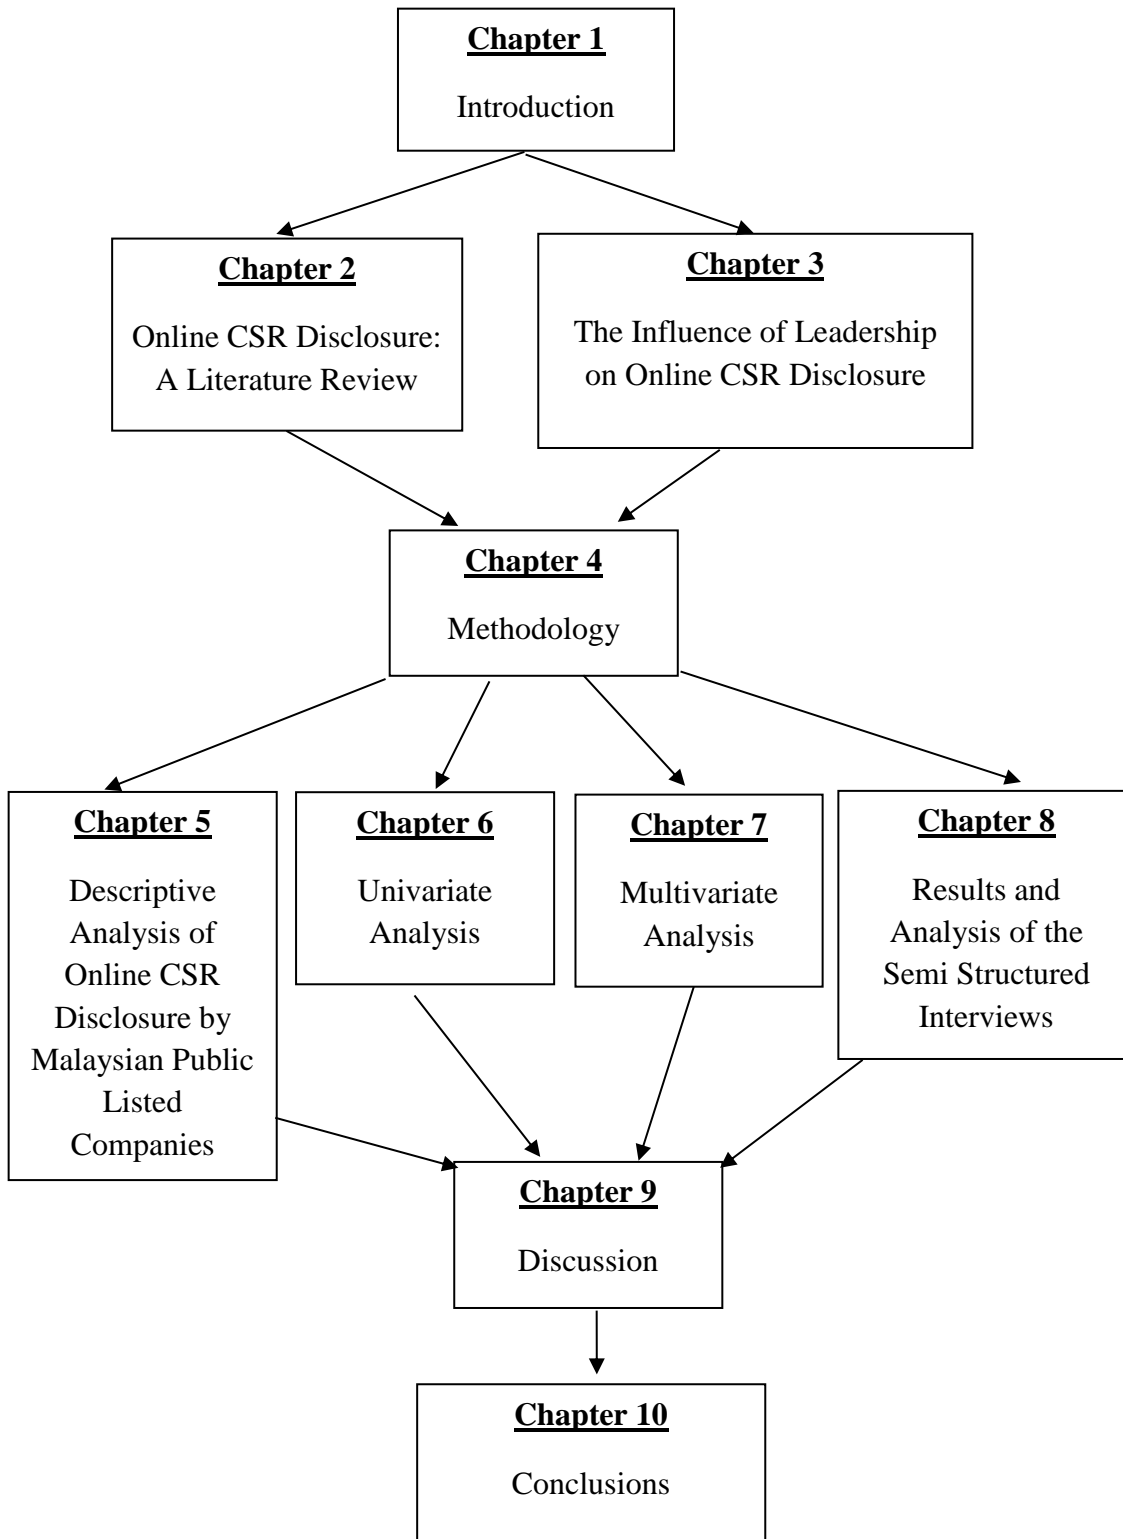 Chapter 1
Introduction
Chapter 2
Online CSR Disclosure:
A Literature Review
Chapter 3
The Influence of Leadership
on Online CSR Disclosure
Chapter 4
Methodology
Chapter 5
Descriptive
Analysis of
Online CSR
Disclosure by
Malaysian Public
Listed
Companies
Chapter 6
Univariate
Analysis
Chapter 7
Multivariate
Analysis
Chapter 8
Results and
Analysis of the
Semi Structured
Interviews
Chapter 9
Discussion
Chapter 10
Conclusions